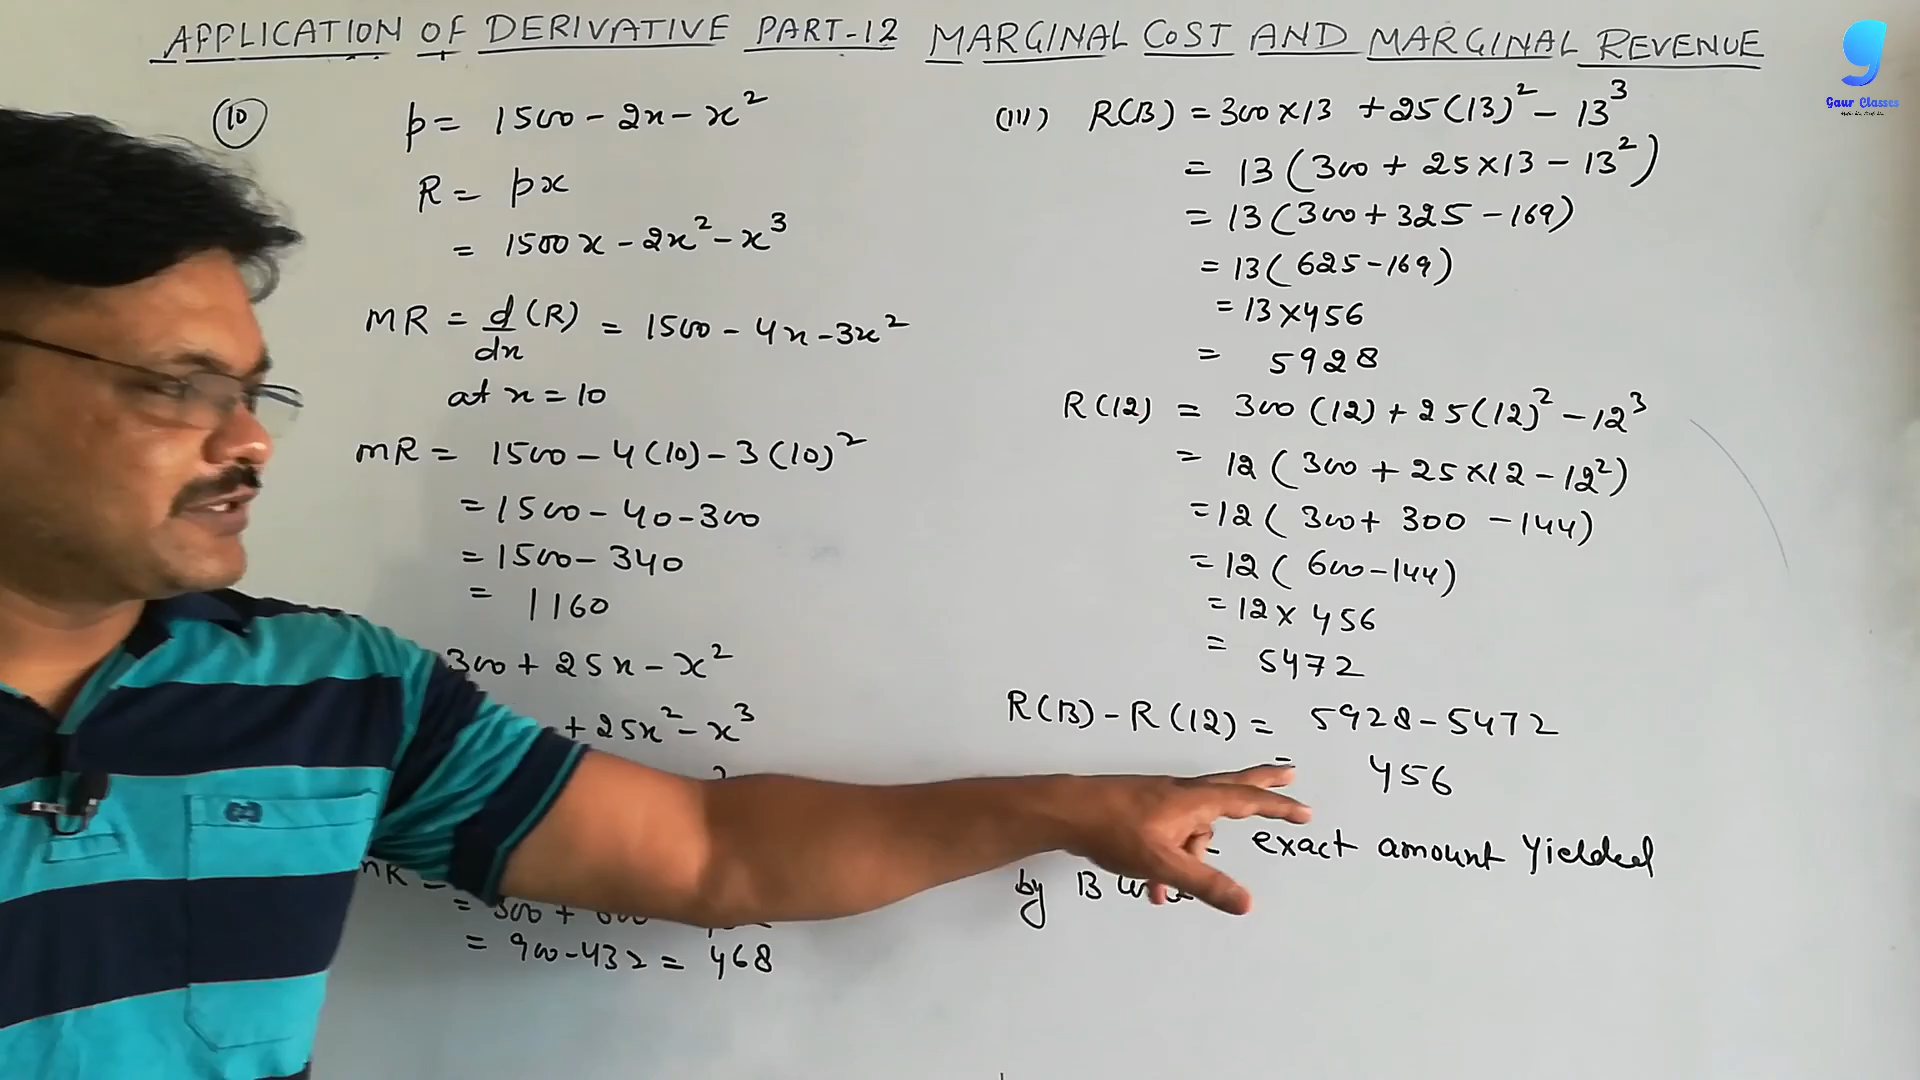 APPLICATION OF DERIVATIVE PART-12 MARGINAL COST AND MARGINAL REVENUE
Gaur Classes
(10) p = 1500 - 2x - x²
R = px
= 1500x - 2x² - x³
MR = d/dx (R) = 1500 - 4x - 3x²
at x = 10
MR = 1500 - 4(10) - 3(10)²
= 1500 - 40 - 300
= 1500 - 340
= 1160
300 + 25x - x²
+ 25x² - x³
MR =
= 300 + 600
= 900 - 432 = 468
(iii) R(13) = 300 × 13 + 25(13)² - 13³
= 13(300 + 25×13 - 13²)
= 13(300 + 325 - 169)
= 13(625 - 169)
= 13 × 456
= 5928
R(12) = 300(12) + 25(12)² - 12³
= 12(300 + 25×12 - 12²)
= 12(300 + 300 - 144)
= 12(600 - 144)
= 12 × 456
= 5472
R(13) - R(12) = 5928 - 5472
= 456
exact amount yielded
by 13